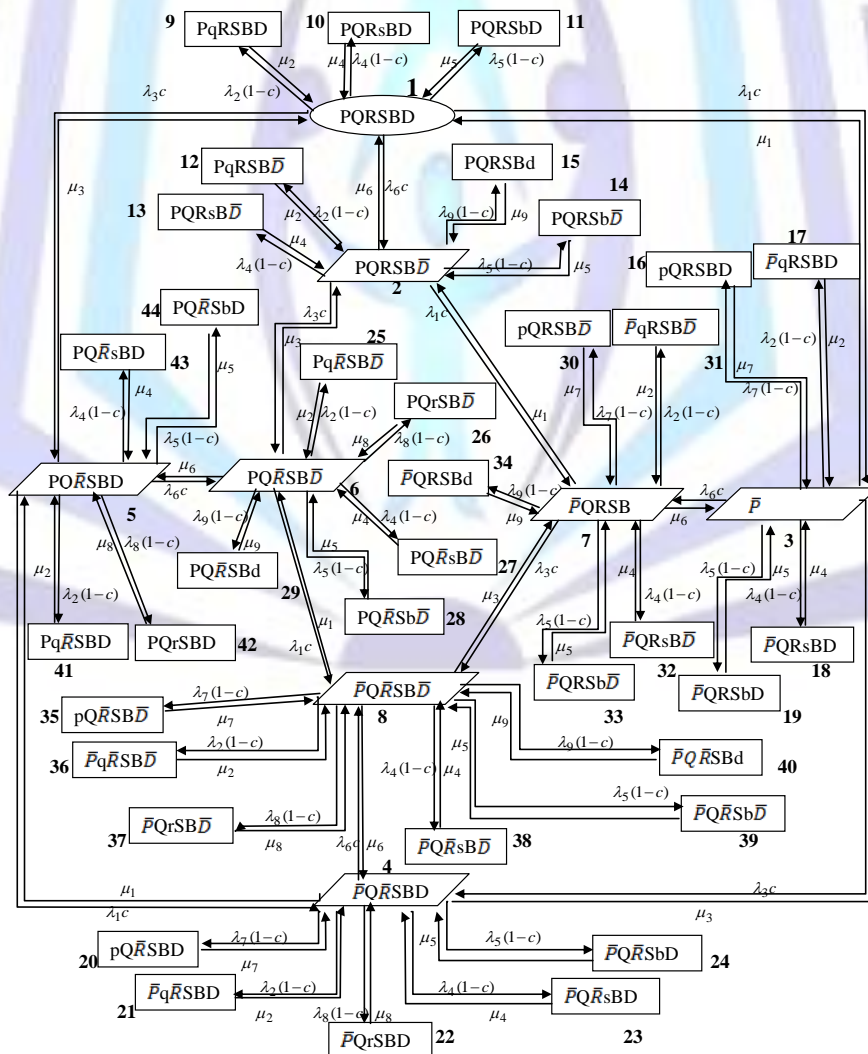 9
PqRSBD
10
PQRsBD
PQRSbD
11
μ₂
λ₂(1−c)
μ₄
λ₄(1−c)
μ₅
λ₅(1−c)
1
PQRSBD
λ₃c
λ₁c
μ₃
μ₁
12
PqRSBD̅
13
PQRsBD̅
μ₂
λ₂(1−c)
μ₄
λ₄(1−c)
μ₆
λ₆c
PQRSBd
15
λ₉(1−c)
μ₉
14
PQRSbD̅
λ₅(1−c)
μ₅
PQRSBD̅
2
λ₃c
μ₃
λ₁c
μ₁
17
16
pQRSBD
P̅qRSBD
31
μ₇
λ₇(1−c)
λ₂(1−c)
μ₂
44
PQR̅SbD
PQR̅sBD
43
μ₄
λ₄(1−c)
μ₅
λ₅(1−c)
25
PqR̅SBD̅
μ₂
λ₂(1−c)
PQrSBD̅
26
μ₈
λ₈(1−c)
pQRSBD̅
30
P̅qRSBD̅
μ₇
λ₇(1−c)
μ₂
λ₂(1−c)
34
P̅QRSBd
λ₉(1−c)
μ₉
PQR̅SBD
5
μ₆
λ₆c
PQR̅SBD̅
6
P̅QRSB
7
λ₆c
μ₆
P̅
3
μ₂
λ₂(1−c)
μ₈
λ₈(1−c)
λ₉(1−c)
μ₉
PQR̅SBd
29
μ₅
λ₅(1−c)
μ₄
λ₄(1−c)
PQR̅sBD̅
27
PQR̅SbD̅
28
PqR̅SBD
41
PQrSBD
42
μ₁
λ₁c
μ₃
λ₃c
λ₅(1−c)
μ₅
P̅QRSbD̅
33
μ₄
λ₄(1−c)
P̅QRsBD̅
32
λ₅(1−c)
μ₅
λ₄(1−c)
μ₄
P̅QRSbD
19
P̅QRsBD
18
P̅QR̅SBD̅
8
35
pQR̅SBD̅
λ₇(1−c)
μ₇
36
P̅qR̅SBD̅
λ₂(1−c)
μ₂
37
P̅QrSBD̅
λ₈(1−c)
μ₈
λ₆c
μ₆
λ₄(1−c)
μ₄
P̅QR̅sBD̅
38
μ₅
λ₅(1−c)
P̅QR̅SbD̅
39
μ₉
λ₉(1−c)
P̅QR̅SBd
40
4
P̅QR̅SBD
μ₁
λ₁c
λ₃c
μ₃
pQR̅SBD
20
λ₇(1−c)
μ₇
P̅qR̅SBD
21
λ₂(1−c)
μ₂
λ₈(1−c)
μ₈
P̅QrSBD
22
λ₄(1−c)
μ₄
P̅QR̅sBD
23
μ₅
λ₅(1−c)
P̅QR̅SbD
24